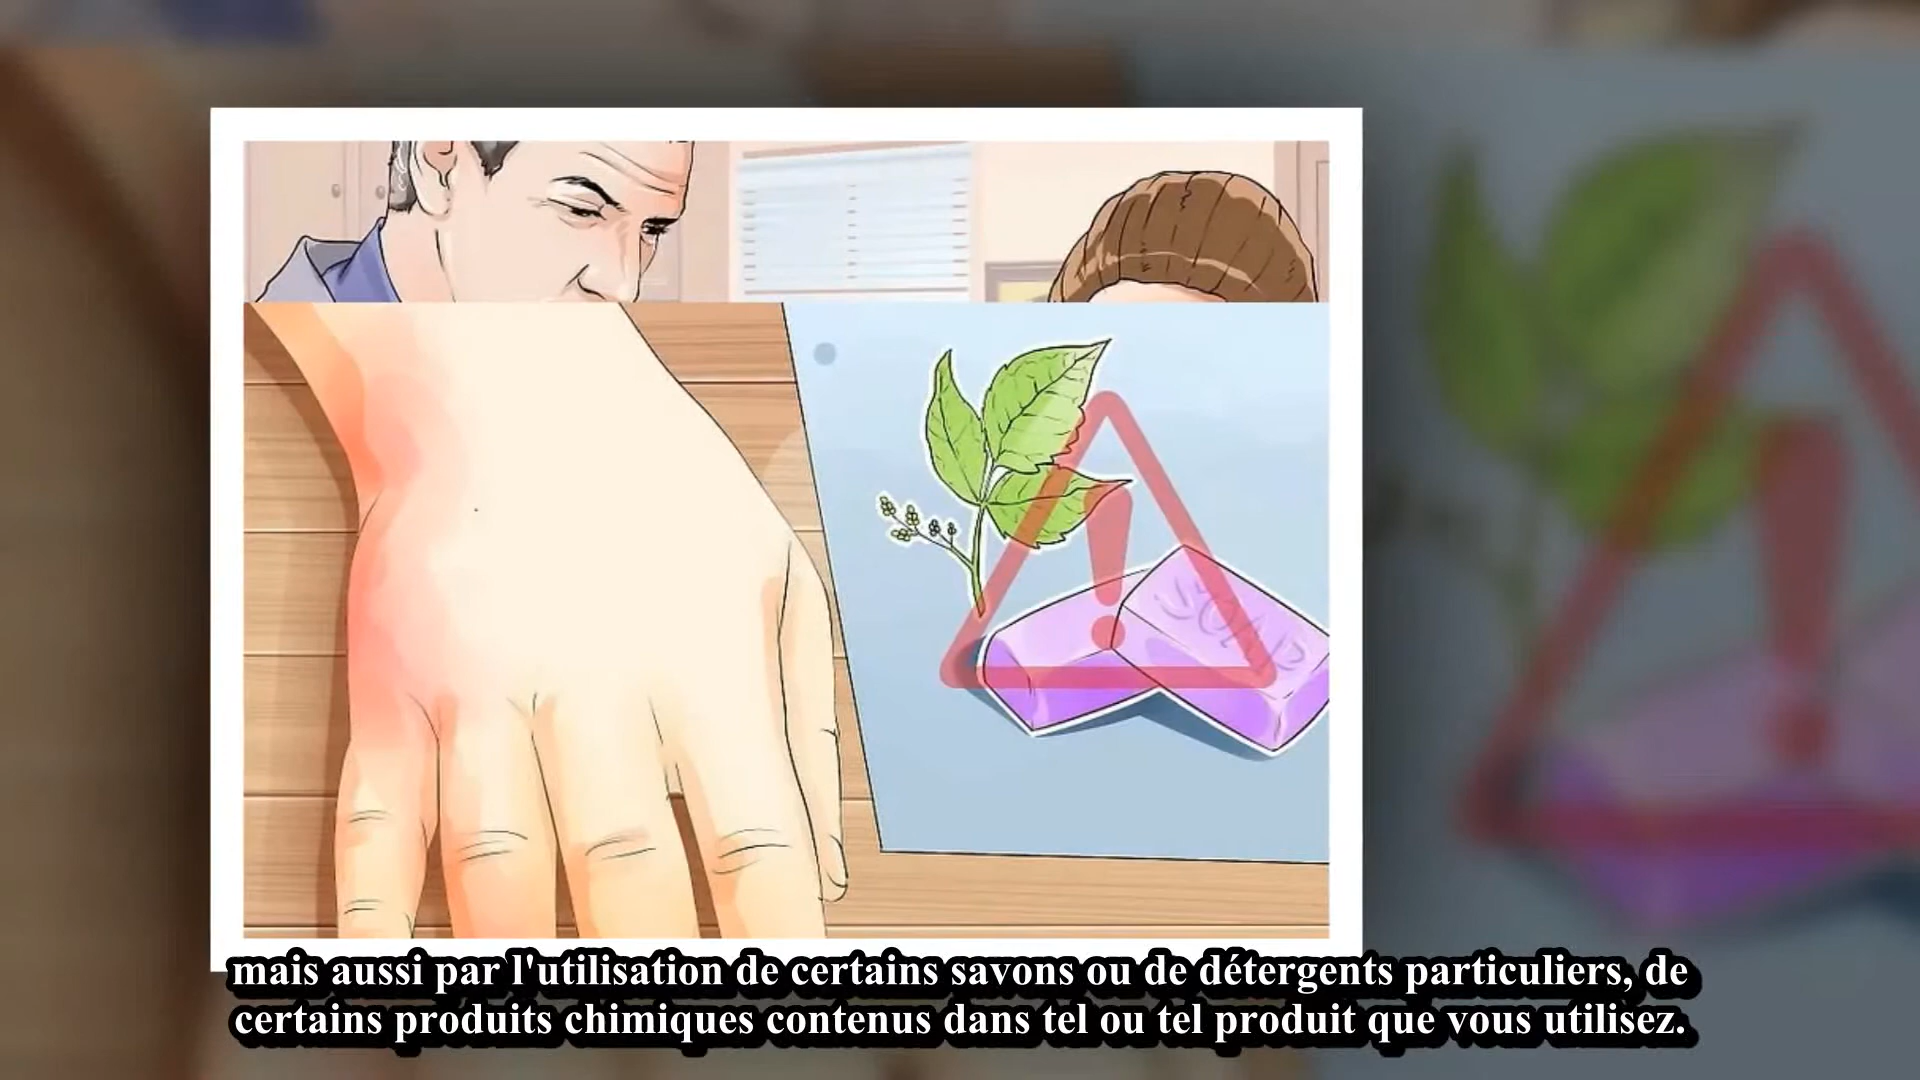 SOAP
mais aussi par l'utilisation de certains savons ou de détergents particuliers, de
certains produits chimiques contenus dans tel ou tel produit que vous utilisez.